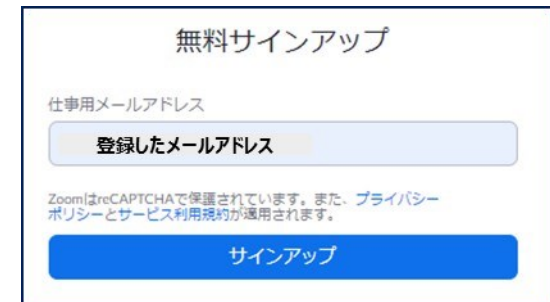 無料サインアップ
仕事用メールアドレス
登録したメールアドレス
ZoomはreCAPTCHAで保護されています。また、プライバシー
ポリシーとサービス利用規約が適用されます。
サインアップ